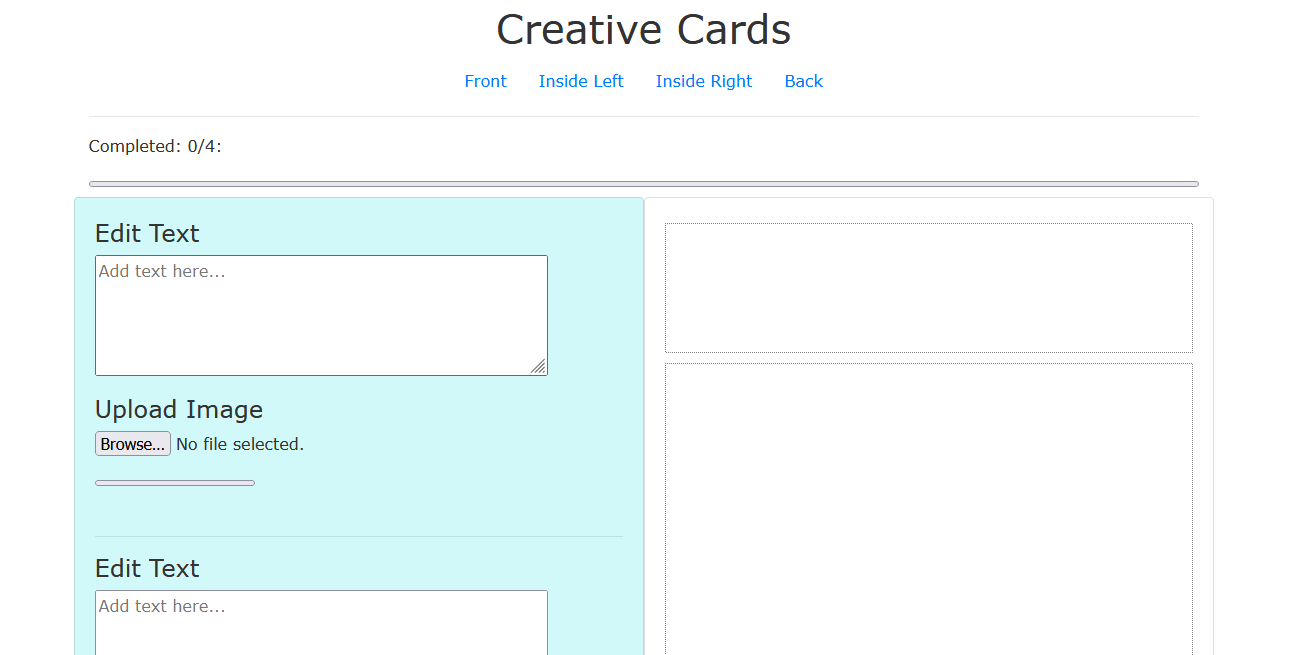 Creative Cards
Front Inside Left Inside Right Back
Completed: 0/4:
Edit Text
Add text here...
Upload Image
Browse... No file selected.
Edit Text
Add text here...